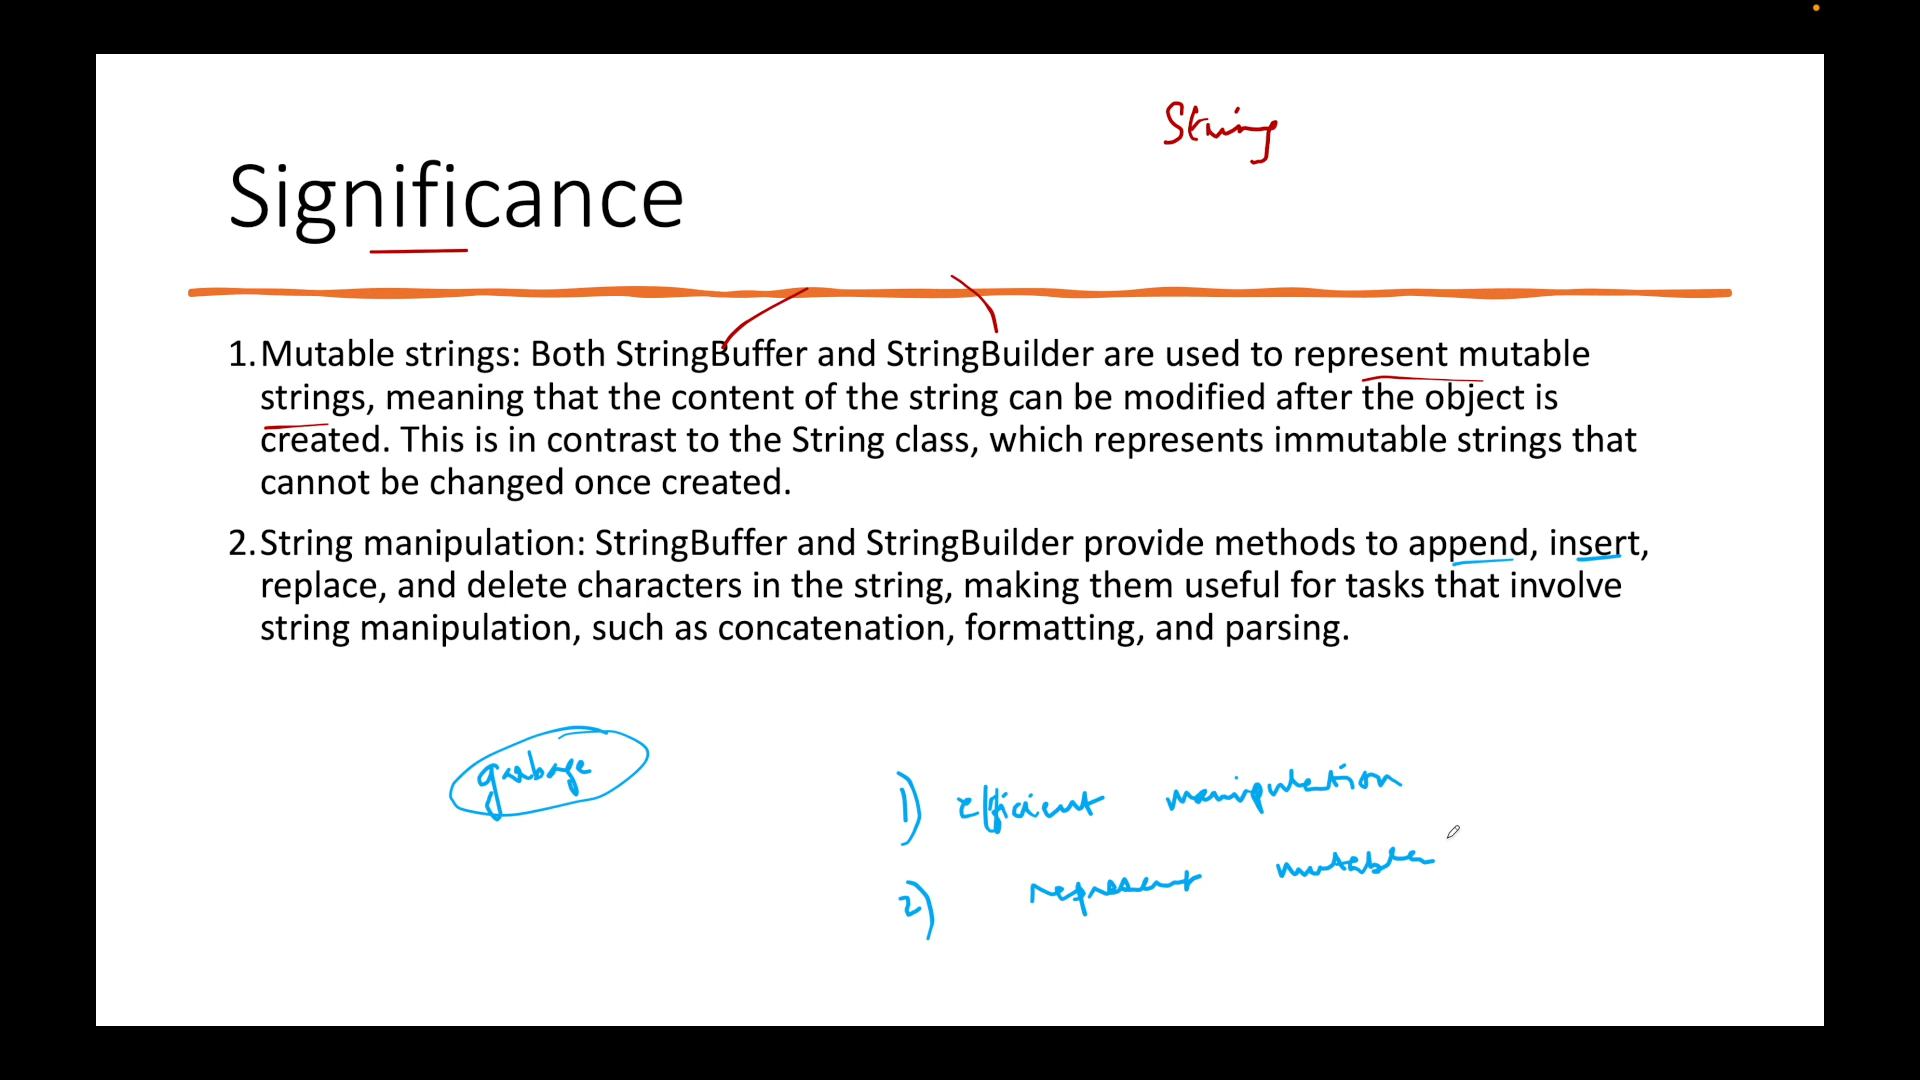 String
Significance
1. Mutable strings: Both StringBuffer and StringBuilder are used to represent mutable
strings, meaning that the content of the string can be modified after the object is
created. This is in contrast to the String class, which represents immutable strings that
cannot be changed once created.
2. String manipulation: StringBuffer and StringBuilder provide methods to append, insert,
replace, and delete characters in the string, making them useful for tasks that involve
string manipulation, such as concatenation, formatting, and parsing.
garbage
1) efficient manipulation
2) represent mutable